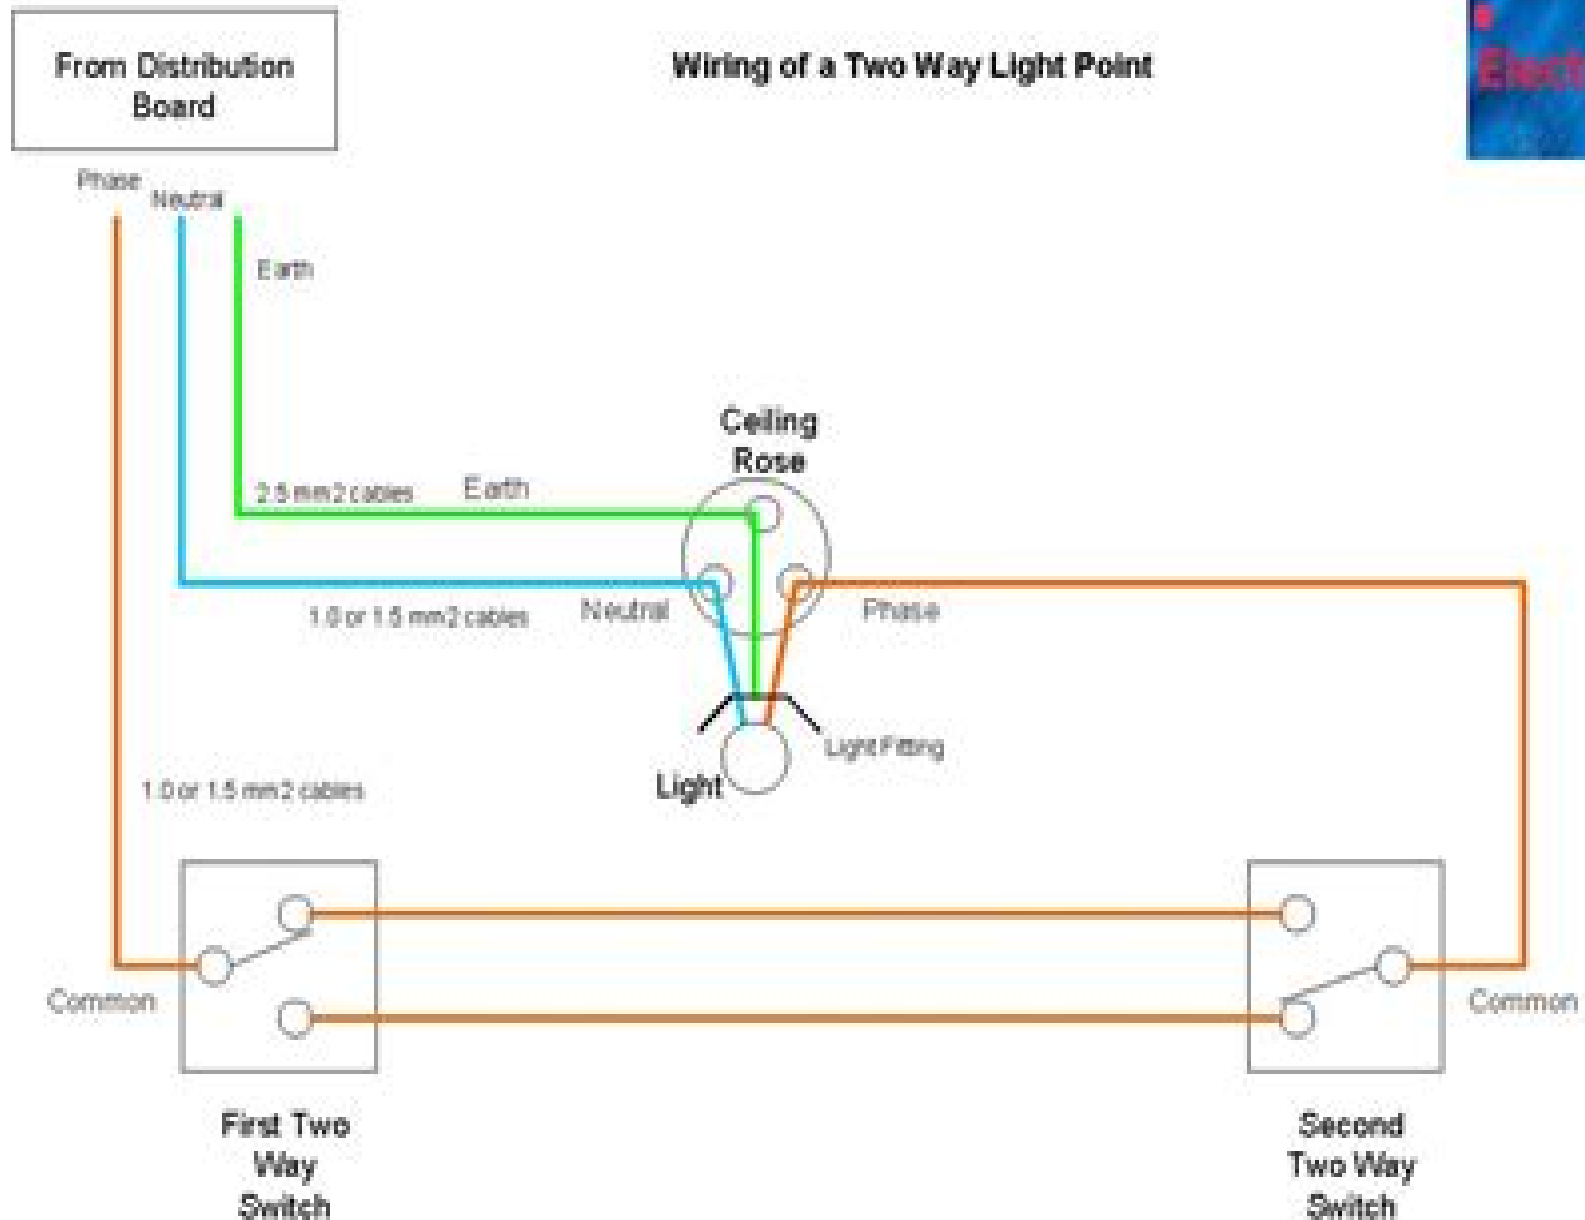 From Distribution
Board
Wiring of a Two Way Light Point
Phase
Neutral
Earth
Ceiling
Rose
2.5 mm2 cables
Earth
1.0 or 1.5 mm2 cables
Neutral
Phase
Light Fitting
Light
1.0 or 1.5 mm2 cables
Common
Common
First Two
Way
Switch
Second
Two Way
Switch